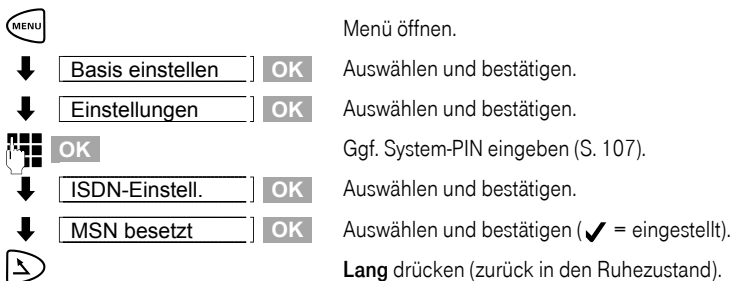 MENU Menü öffnen.
Basis einstellen OK Auswählen und bestätigen.
Einstellungen OK Auswählen und bestätigen.
OK Ggf. System-PIN eingeben (S. 107).
ISDN-Einstell. OK Auswählen und bestätigen.
MSN besetzt OK Auswählen und bestätigen (✓ = eingestellt).
Lang drücken (zurück in den Ruhezustand).